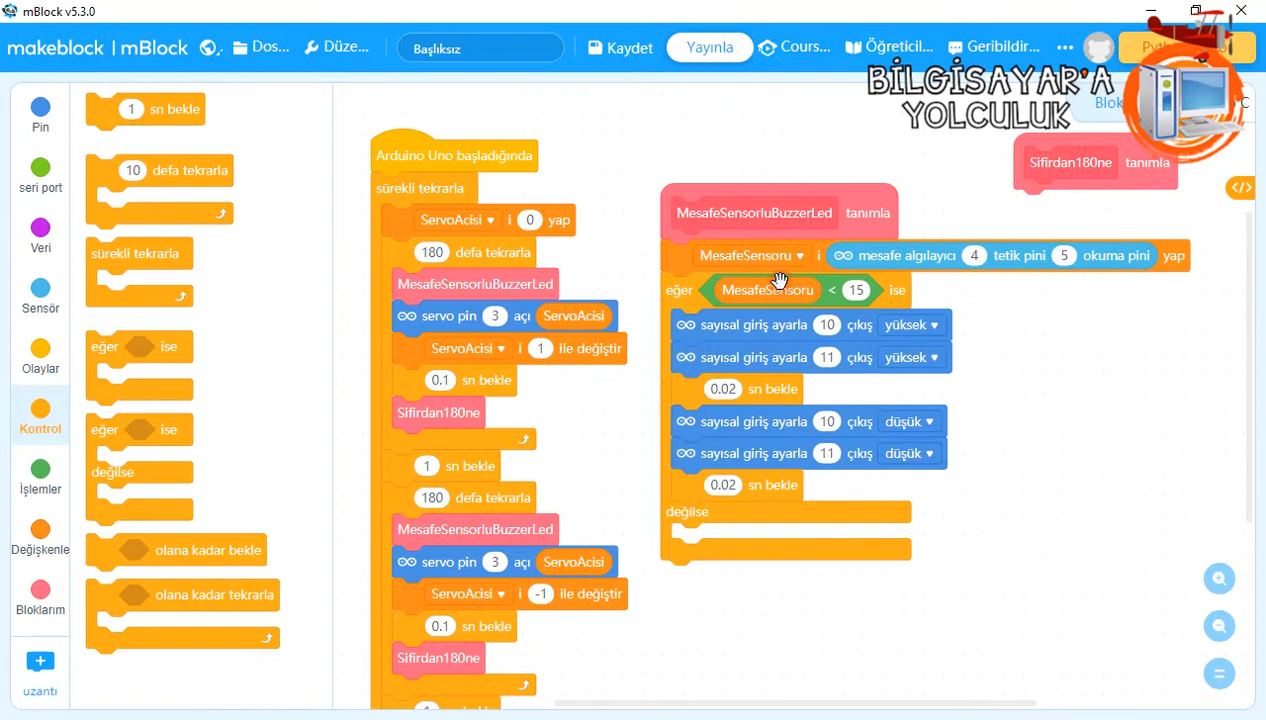 mBlock v5.3.0
makeblock | mBlock
Dos...
Düze...
Başlıksız
Kaydet
Yayınla
Cours...
Öğreticil...
Geribildir...
BİLGİSAYAR'A
YOLCULUK
Blok
C
Pin
seri port
Veri
Sensör
Olaylar
Kontrol
İşlemler
Değişkenle
Bloklarım
uzantı
1 sn bekle
10 defa tekrarla
sürekli tekrarla
eğer ise
eğer ise
değilse
olana kadar bekle
olana kadar tekrarla
Arduino Uno başladığında
sürekli tekrarla
ServoAcisi i 0 yap
180 defa tekrarla
MesafeSensorluBuzzerLed
servo pin 3 açı ServoAcisi
ServoAcisi i 1 ile değiştir
0.1 sn bekle
Sifirdan180ne
1 sn bekle
180 defa tekrarla
MesafeSensorluBuzzerLed
servo pin 3 açı ServoAcisi
ServoAcisi i -1 ile değiştir
0.1 sn bekle
Sifirdan180ne
MesafeSensorluBuzzerLed tanımla
MesafeSensoru i mesafe algılayıcı 4 tetik pini 5 okuma pini yap
eğer MesafeSensoru < 15 ise
sayısal giriş ayarla 10 çıkış yüksek
sayısal giriş ayarla 11 çıkış yüksek
0.02 sn bekle
sayısal giriş ayarla 10 çıkış düşük
sayısal giriş ayarla 11 çıkış düşük
0.02 sn bekle
değilse
Sifirdan180ne tanımla